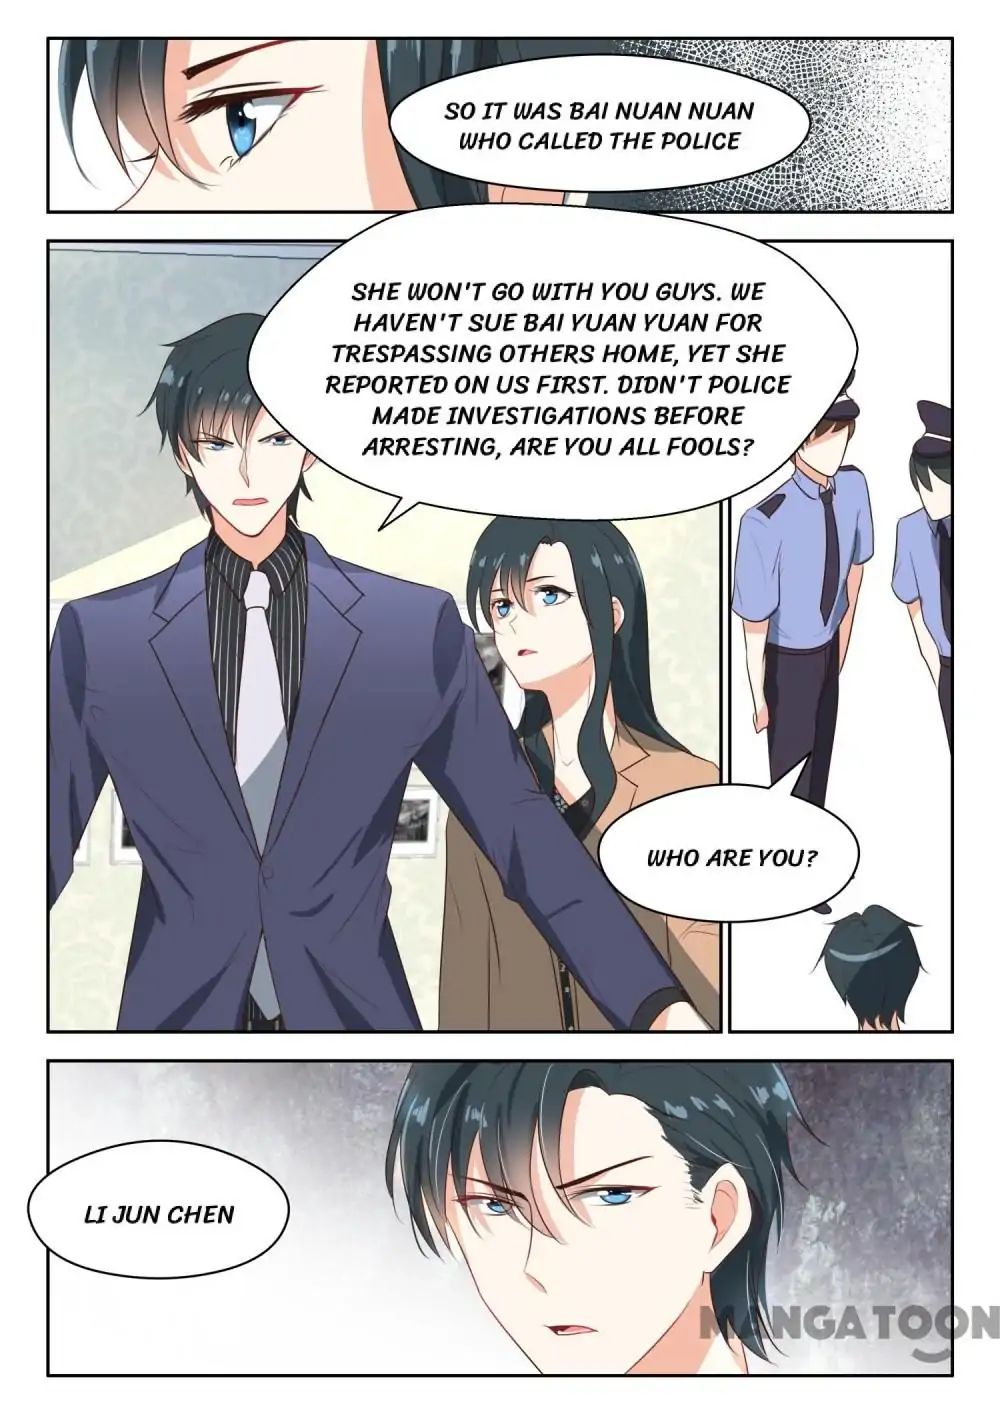 SO IT WAS BAI NUAN NUAN
WHO CALLED THE POLICE
SHE WON'T GO WITH YOU GUYS. WE
HAVEN'T SUE BAI YUAN YUAN FOR
TRESPASSING OTHERS HOME, YET SHE
REPORTED ON US FIRST. DIDN'T POLICE
MADE INVESTIGATIONS BEFORE
ARRESTING, ARE YOU ALL FOOLS?
WHO ARE YOU?
LI JUN CHEN
MANGATOON